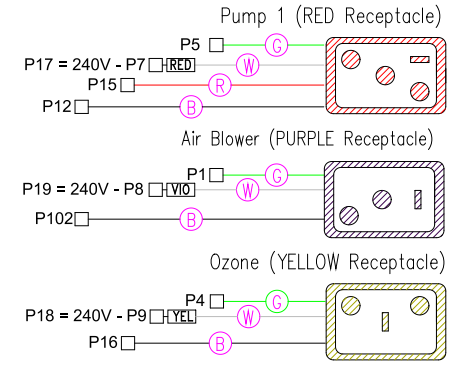 Pump 1 (RED Receptacle)
P5 G
P17 = 240V - P7 RED W
P15 R
P12 B
Air Blower (PURPLE Receptacle)
P1 G
P19 = 240V - P8 VIO W
P102 B
Ozone (YELLOW Receptacle)
P4 G
P18 = 240V - P9 YEL W
P16 B